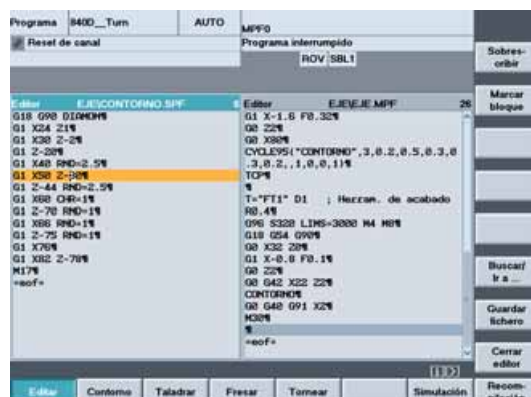 Programa 840D__Turn AUTO MPF0
Reset de canal
Programa interrumpido
ROV SBL1
Sobres-
cribir
Marcar
bloque
Editor EJE\CONTORNO.SPF
G18 G90 DIAMON¶
G1 X24 Z1¶
G1 X30 Z-2¶
G1 Z-20¶
G1 X40 RND=2.5¶
G1 X50 Z-30¶
G1 Z-44 RND=2.5¶
G1 X60 CHR=1¶
G1 Z-70 RND=1¶
G1 X66 RND=1¶
G1 Z-75 RND=1¶
G1 X76¶
G1 X82 Z-78¶
M17¶
=eof=
Editor EJE\EJE.MPF 26
G1 X-1.6 F0.32¶
G0 Z2¶
G0 X80¶
CYCLE95("CONTORNO",3,0.2,0.5,0.3,0
.3,0.2,,1,0,0,1)¶
TCP¶
¶
T="FT1" D1 ; Herram. de acabado
R0.4¶
G96 S320 LIMS=3000 M4 M8¶
G18 G54 G90¶
G0 X32 Z0¶
G1 X-0.8 F0.1¶
G0 Z2¶
G0 G42 X22 Z2¶
CONTORNO¶
G0 G40 G91 X2¶
M30¶
¶
=eof=
Buscar/
Ir a ...
Guardar
fichero
Cerrar
editor
Editar Contorno Taladrar Fresar Tornear Simulación Recom-